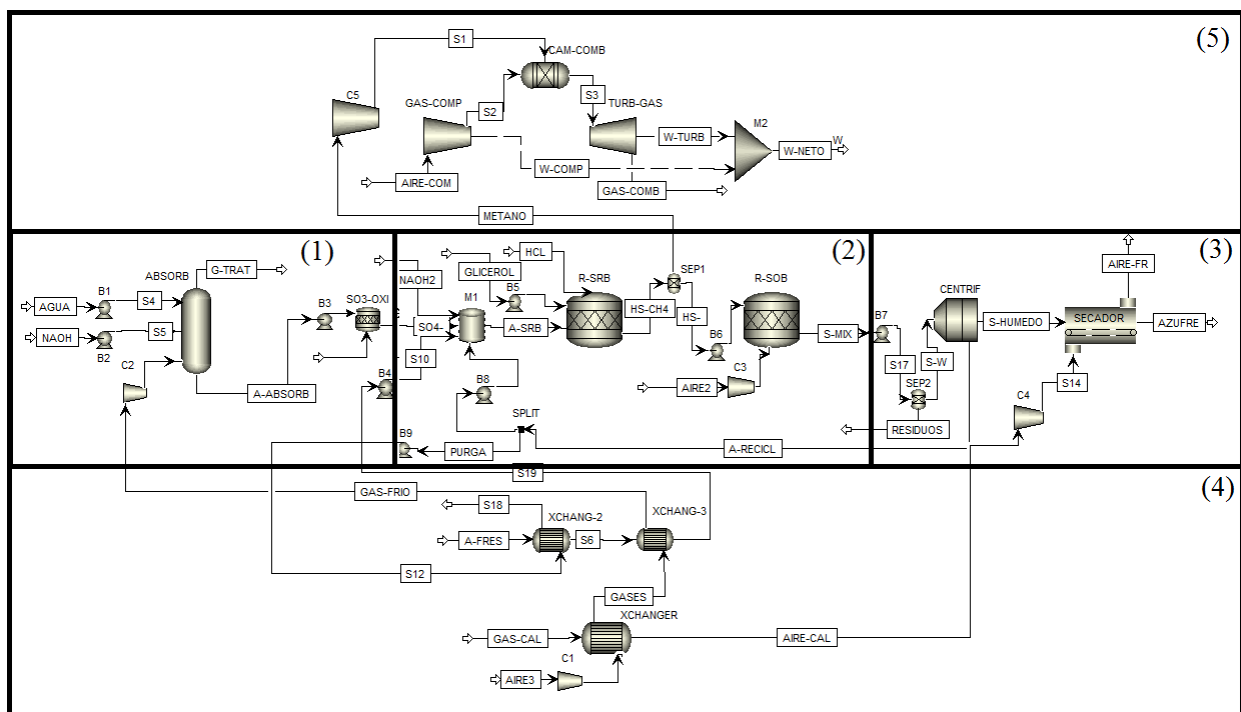 (5)
S1
CAM-COMB
C5
GAS-COMP
S2
S3
TURB-GAS
M2
W-TURB
W-NETO
W
W-COMP
AIRE-COM
GAS-COMB
METANO
(1)
ABSORB
G-TRAT
B1
AGUA
S4
NAOH
S5
B2
C2
B3
SO3-OXI
A-ABSORB
B4
(2)
HCL
GLICEROL
NAOH2
B5
R-SRB
M1
SO4-
A-SRB
S10
SEP1
HS-CH4
HS-
R-SOB
B6
S-MIX
AIRE2
C3
B8
SPLIT
B9
PURGA
A-RECICL
(3)
AIRE-FR
CENTRIF
S-HUMEDO
SECADOR
AZUFRE
B7
S17
S-W
SEP2
C4
S14
RESIDUOS
(4)
S19
GAS-FRIO
S18
XCHANG-2
XCHANG-3
A-FRES
S6
S12
GASES
XCHANGER
GAS-CAL
AIRE-CAL
C1
AIRE3